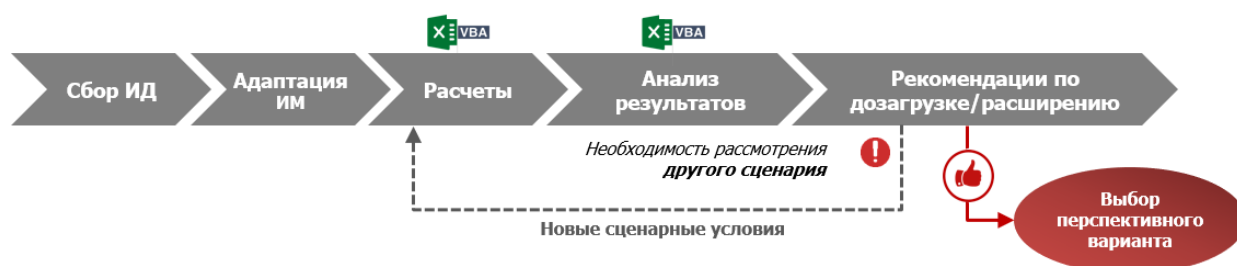 X VBA
X VBA
Сбор ИД
Адаптация
ИМ
Расчеты
Анализ
результатов
Рекомендации по
дозагрузке/расширению
Необходимость рассмотрения
другого сценария
!
Новые сценарные условия
Выбор
перспективного
варианта